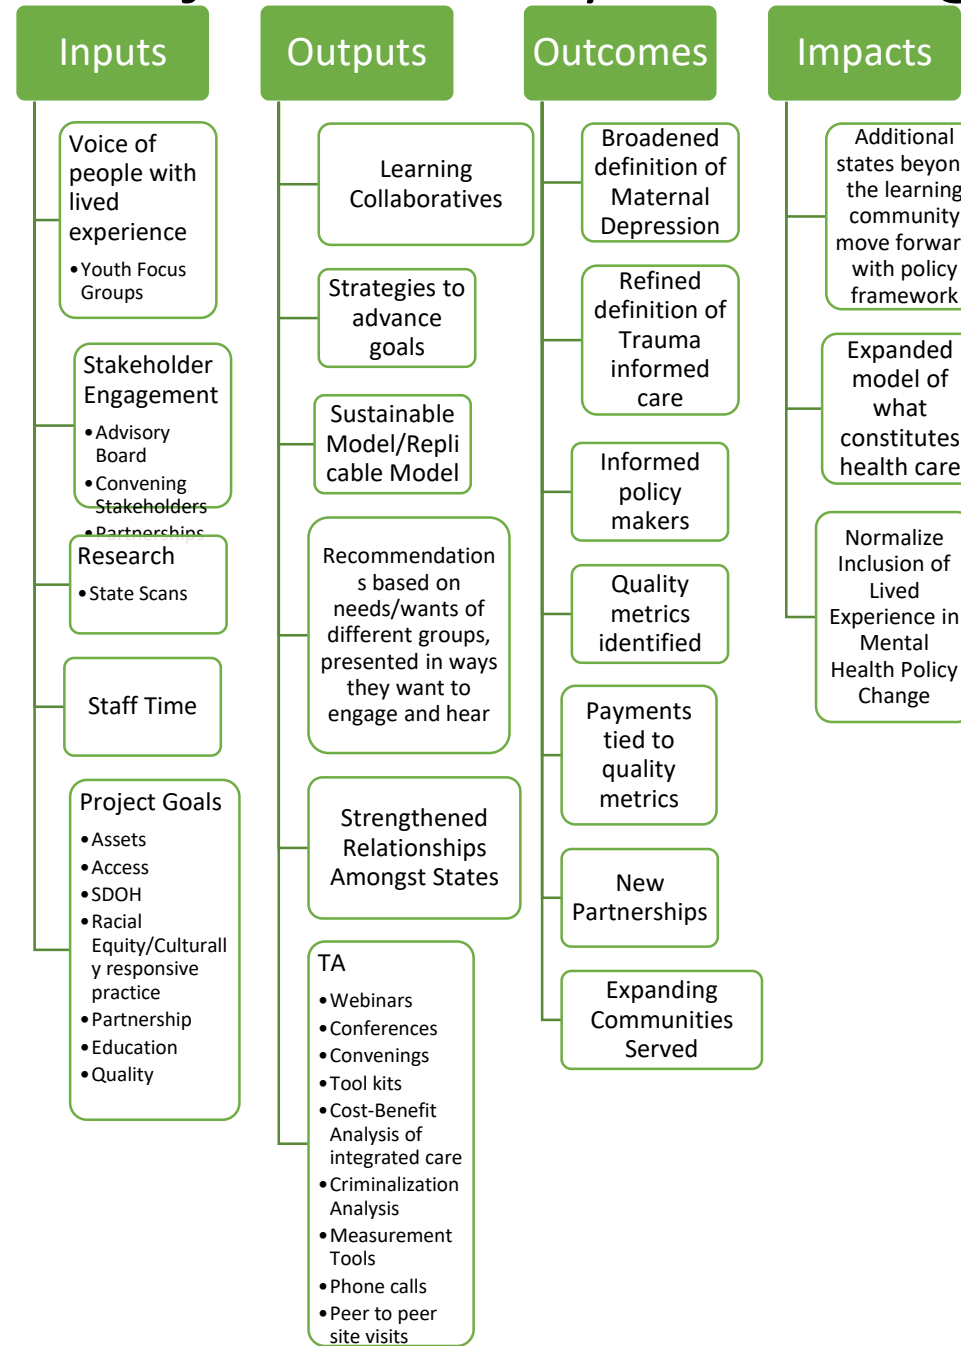 Inputs
Voice of
people with
lived
experience
•Youth Focus
Groups
Stakeholder
Engagement
•Advisory
Board
•Convening
Stakeholders
•Partnerships
Research
•State Scans
Staff Time
Project Goals
•Assets
•Access
•SDOH
•Racial
Equity/Culturall
y responsive
practice
•Partnership
•Education
•Quality
Outputs
Learning
Collaboratives
Strategies to
advance
goals
Sustainable
Model/Repli
cable Model
Recommendation
s based on
needs/wants of
different groups,
presented in ways
they want to
engage and hear
Strengthened
Relationships
Amongst States
TA
•Webinars
•Conferences
•Convenings
•Tool kits
•Cost-Benefit
Analysis of
integrated care
•Criminalization
Analysis
•Measurement
Tools
•Phone calls
•Peer to peer
site visits
Outcomes
Broadened
definition of
Maternal
Depression
Refined
definition of
Trauma
informed
care
Informed
policy
makers
Quality
metrics
identified
Payments
tied to
quality
metrics
New
Partnerships
Expanding
Communities
Served
Impacts
Additional
states beyon
the learning
community
move forwar
with policy
framework
Expanded
model of
what
constitutes
health care
Normalize
Inclusion of
Lived
Experience in
Mental
Health Policy
Change